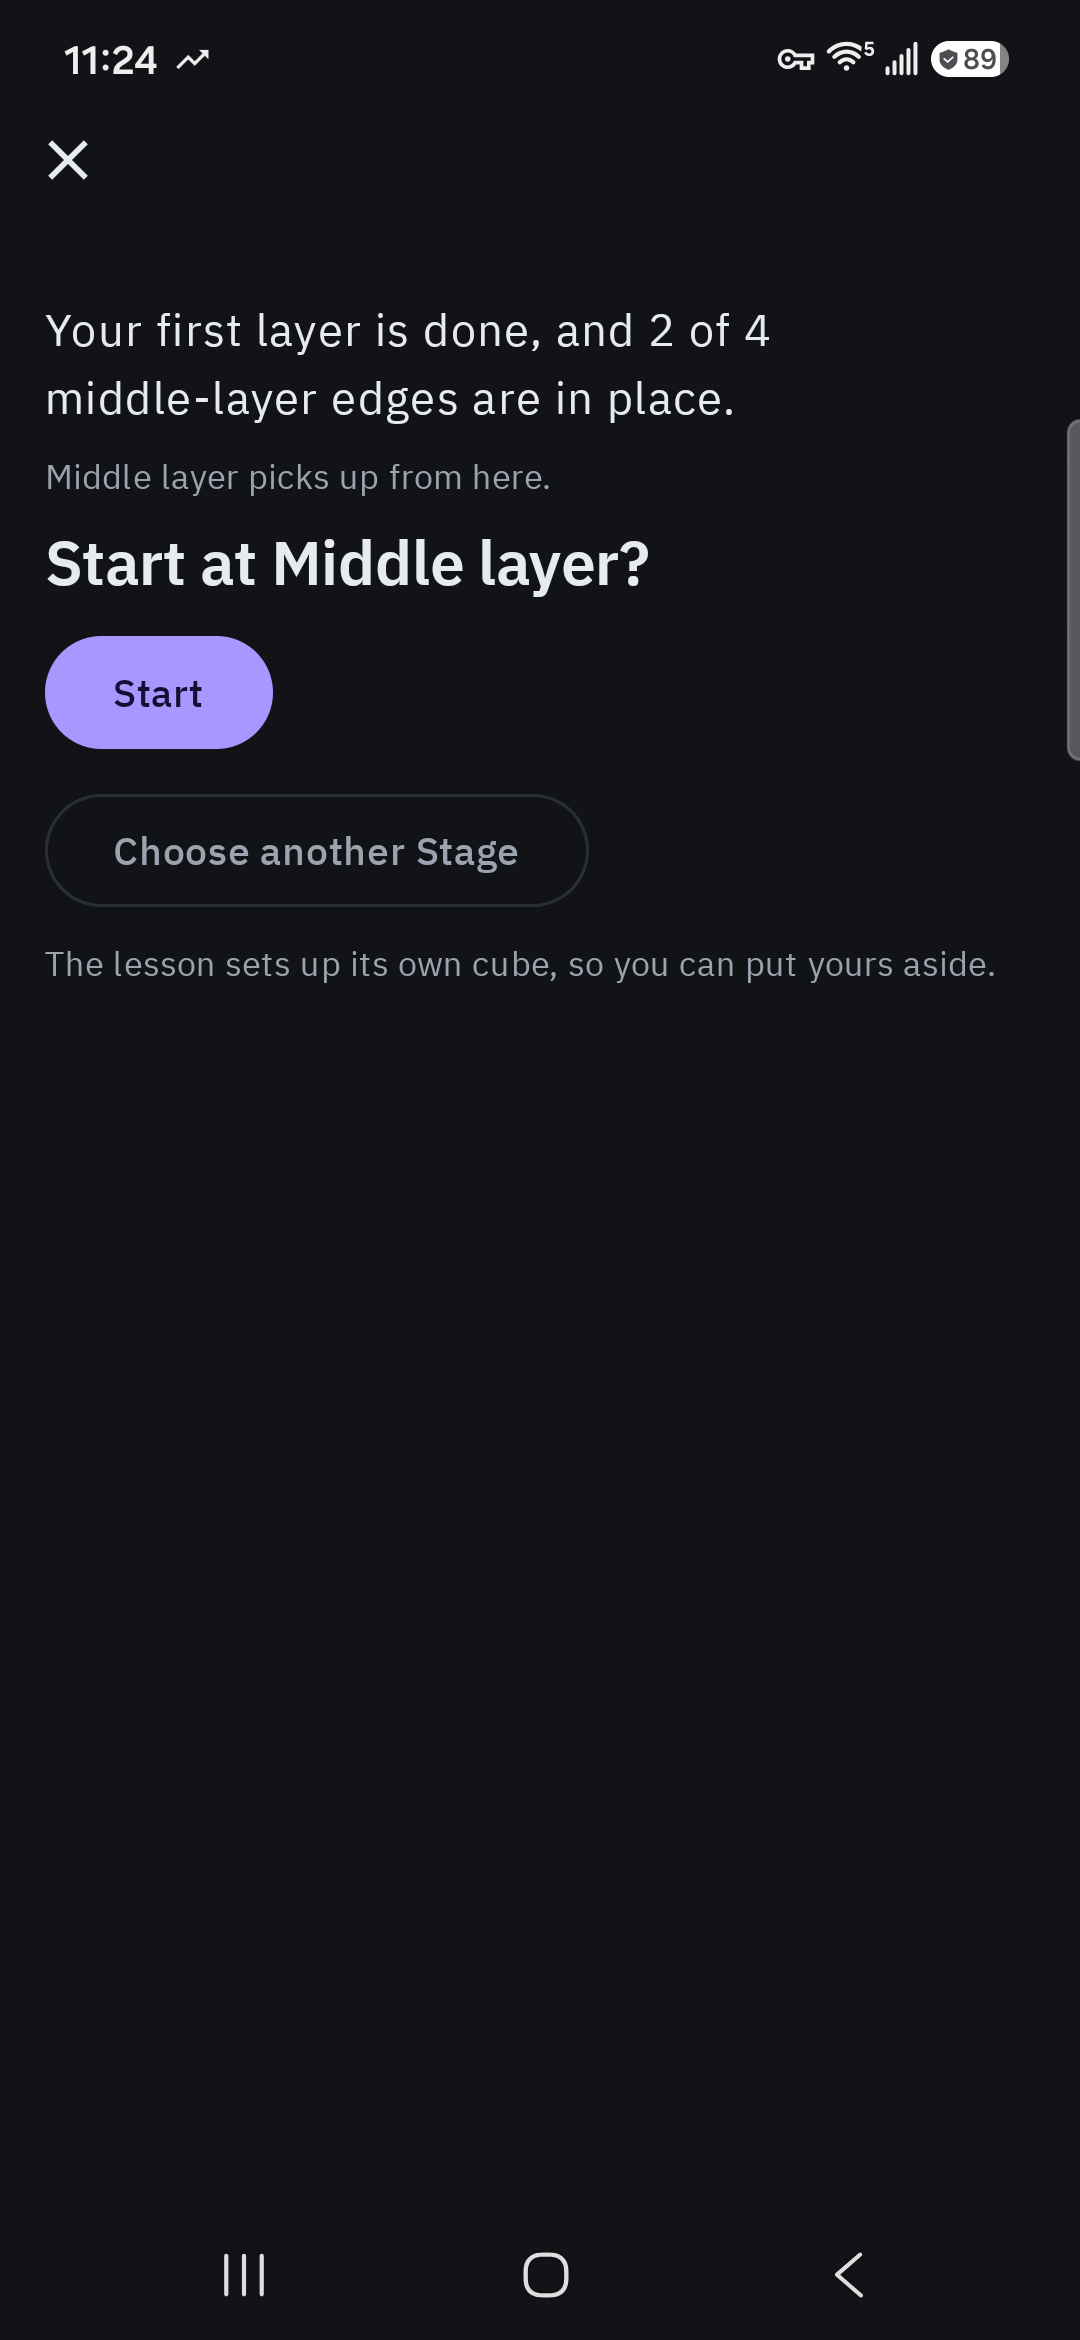 11:24
5
89
Your first layer is done, and 2 of 4
middle-layer edges are in place.
Middle layer picks up from here.
Start at Middle layer?
Start
Choose another Stage
The lesson sets up its own cube, so you can put yours aside.